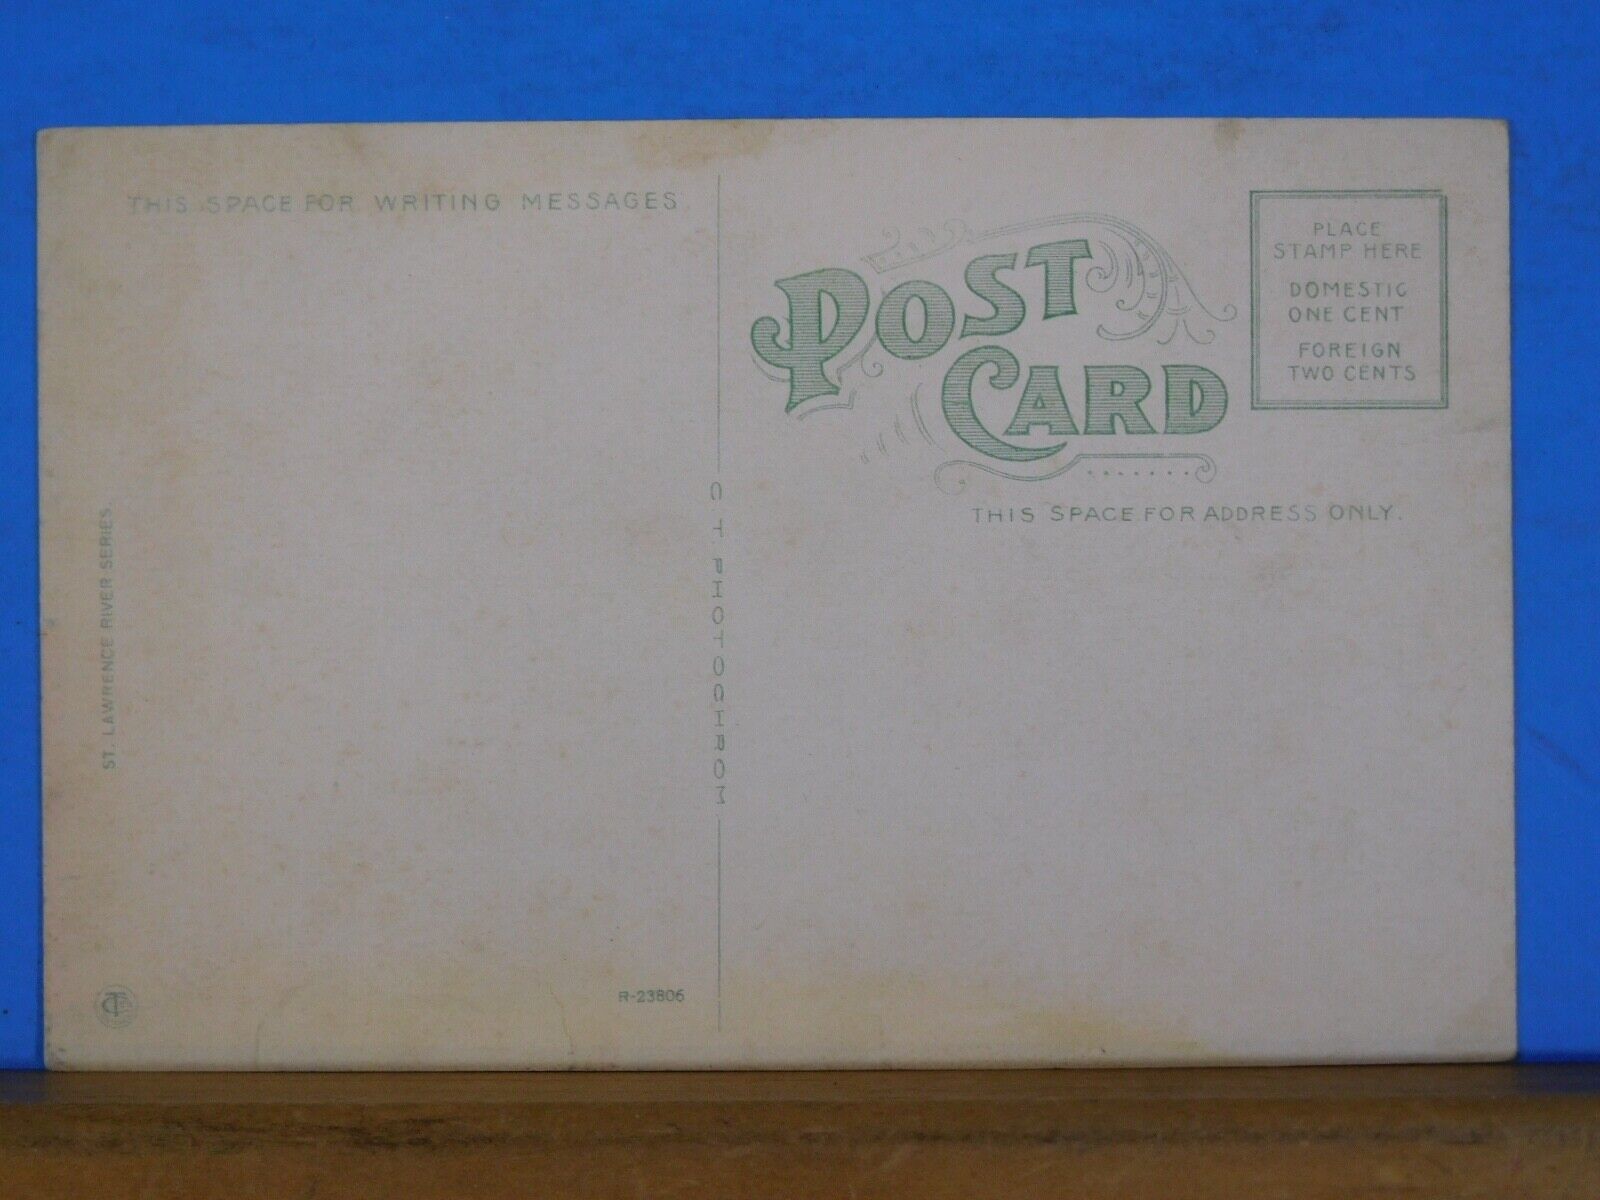 THIS SPACE FOR WRITING MESSAGES
POST
CARD
PLACE
STAMP HERE
DOMESTIC
ONE CENT
FOREIGN
TWO CENTS
THIS SPACE FOR ADDRESS ONLY.
C T PHOTOCHROM
ST. LAWRENCE RIVER SERIES.
R-23806